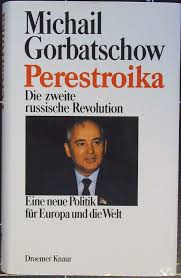 Michail
Gorbatschow
Perestroika
Die zweite
russische Revolution
Eine neue Politik
für Europa und die Welt
Droemer Knaur